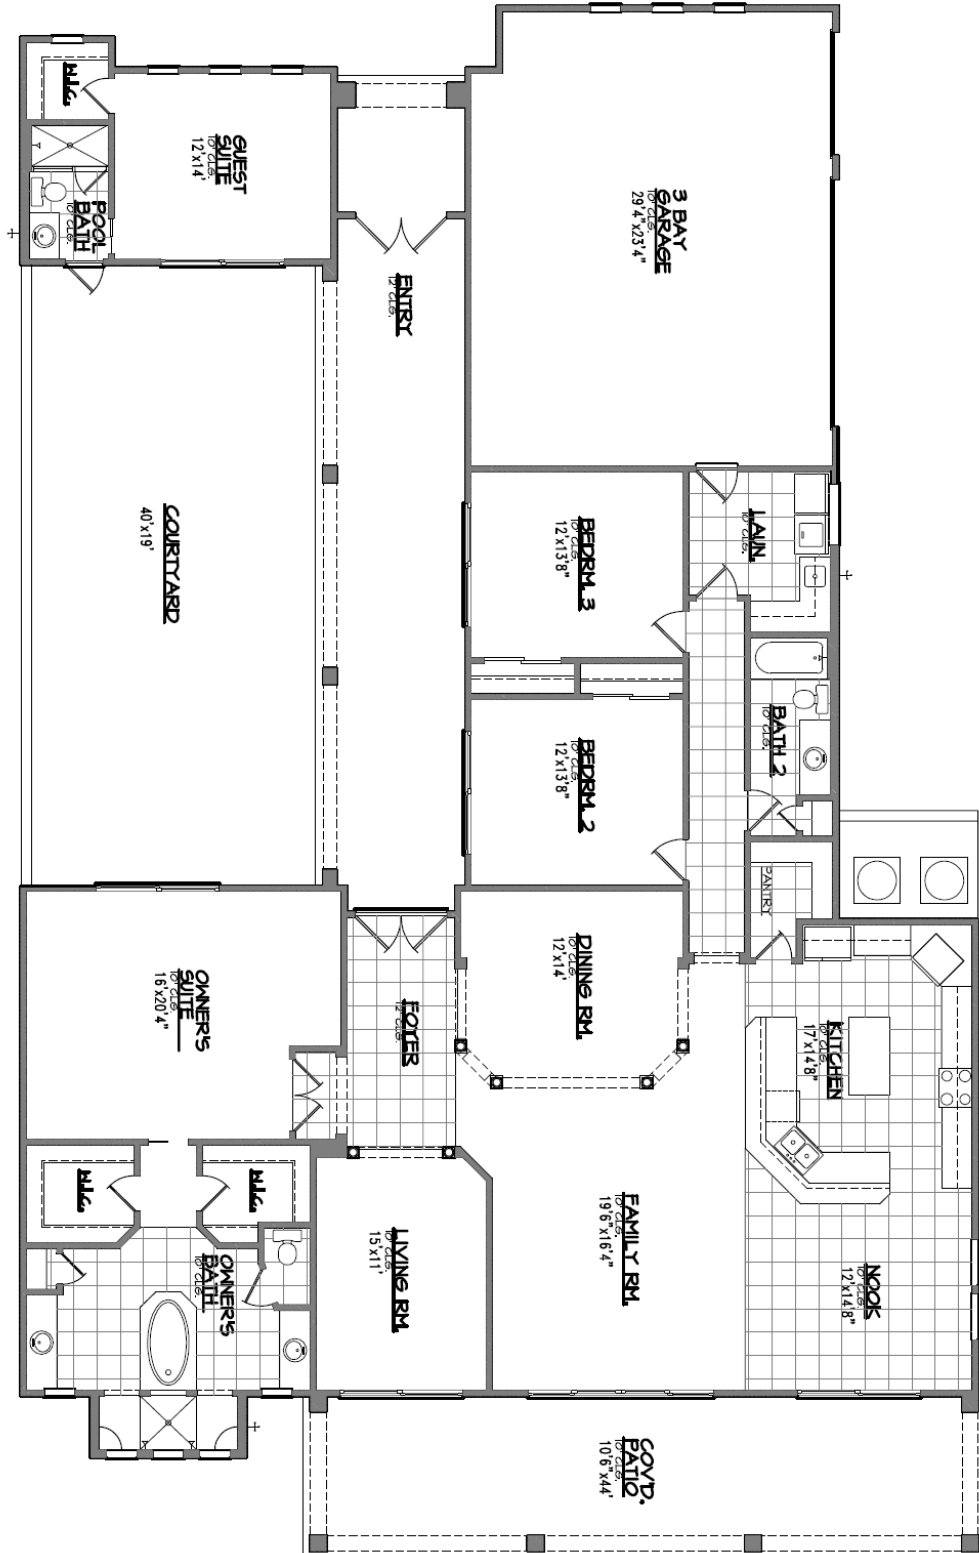 W.I.C.
GUEST
SUITE
10' CLG.
12'x14'
POOL
BATH
10' CLG.
3 BAY
GARAGE
10' CLG.
29'4"x23'4"
ENTRY
12' CLG.
COURTYARD
40'x19'
BEDRM. 3
10' CLG.
12'x13'8"
LAUN.
10' CLG.
BEDRM. 2
10' CLG.
12'x13'8"
BATH 2
10' CLG.
PANTRY
OWNER'S
SUITE
10' CLG.
16'x20'4"
FOYER
12' CLG.
DINING RM.
10' CLG.
12'x14'
KITCHEN
10' CLG.
17'x14'8"
W.I.C.
W.I.C.
OWNER'S
BATH
10' CLG.
LIVING RM.
10' CLG.
15'x11'
FAMILY RM.
10' CLG.
19'6"x16'4"
NOOK
10' CLG.
12'x14'8"
COV'D.
PATIO
10' CLG.
10'6"x44'